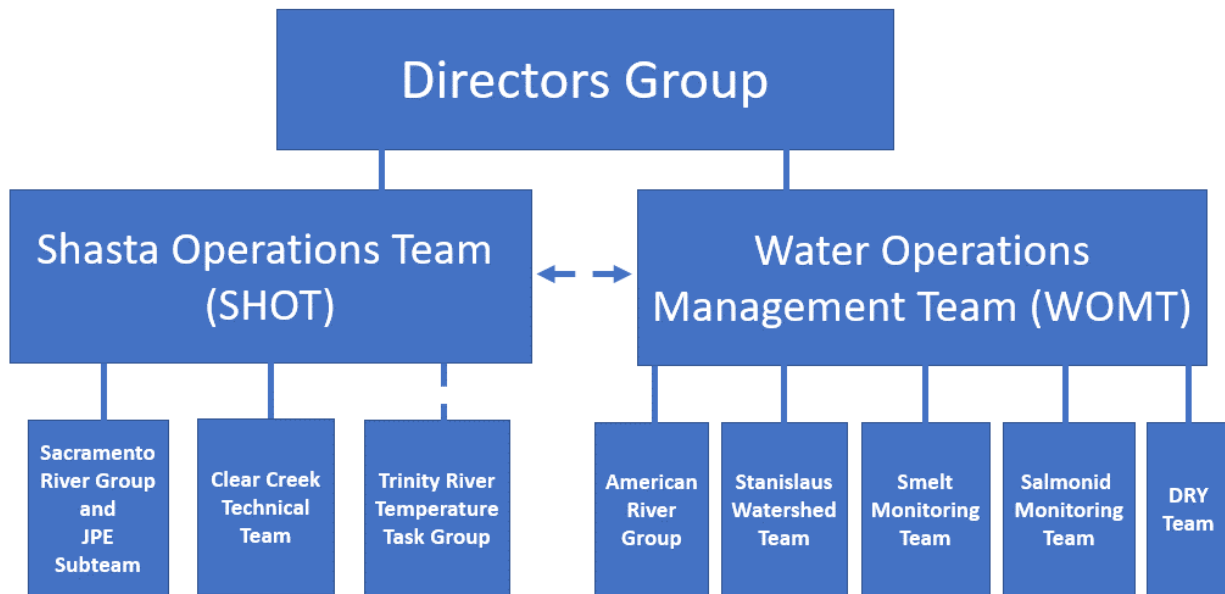 Directors Group
Shasta Operations Team
(SHOT)
Water Operations
Management Team (WOMT)
Sacramento
River Group
and
JPE
Subteam
Clear Creek
Technical
Team
Trinity River
Temperature
Task Group
American
River
Group
Stanislaus
Watershed
Team
Smelt
Monitoring
Team
Salmonid
Monitoring
Team
DRY
Team